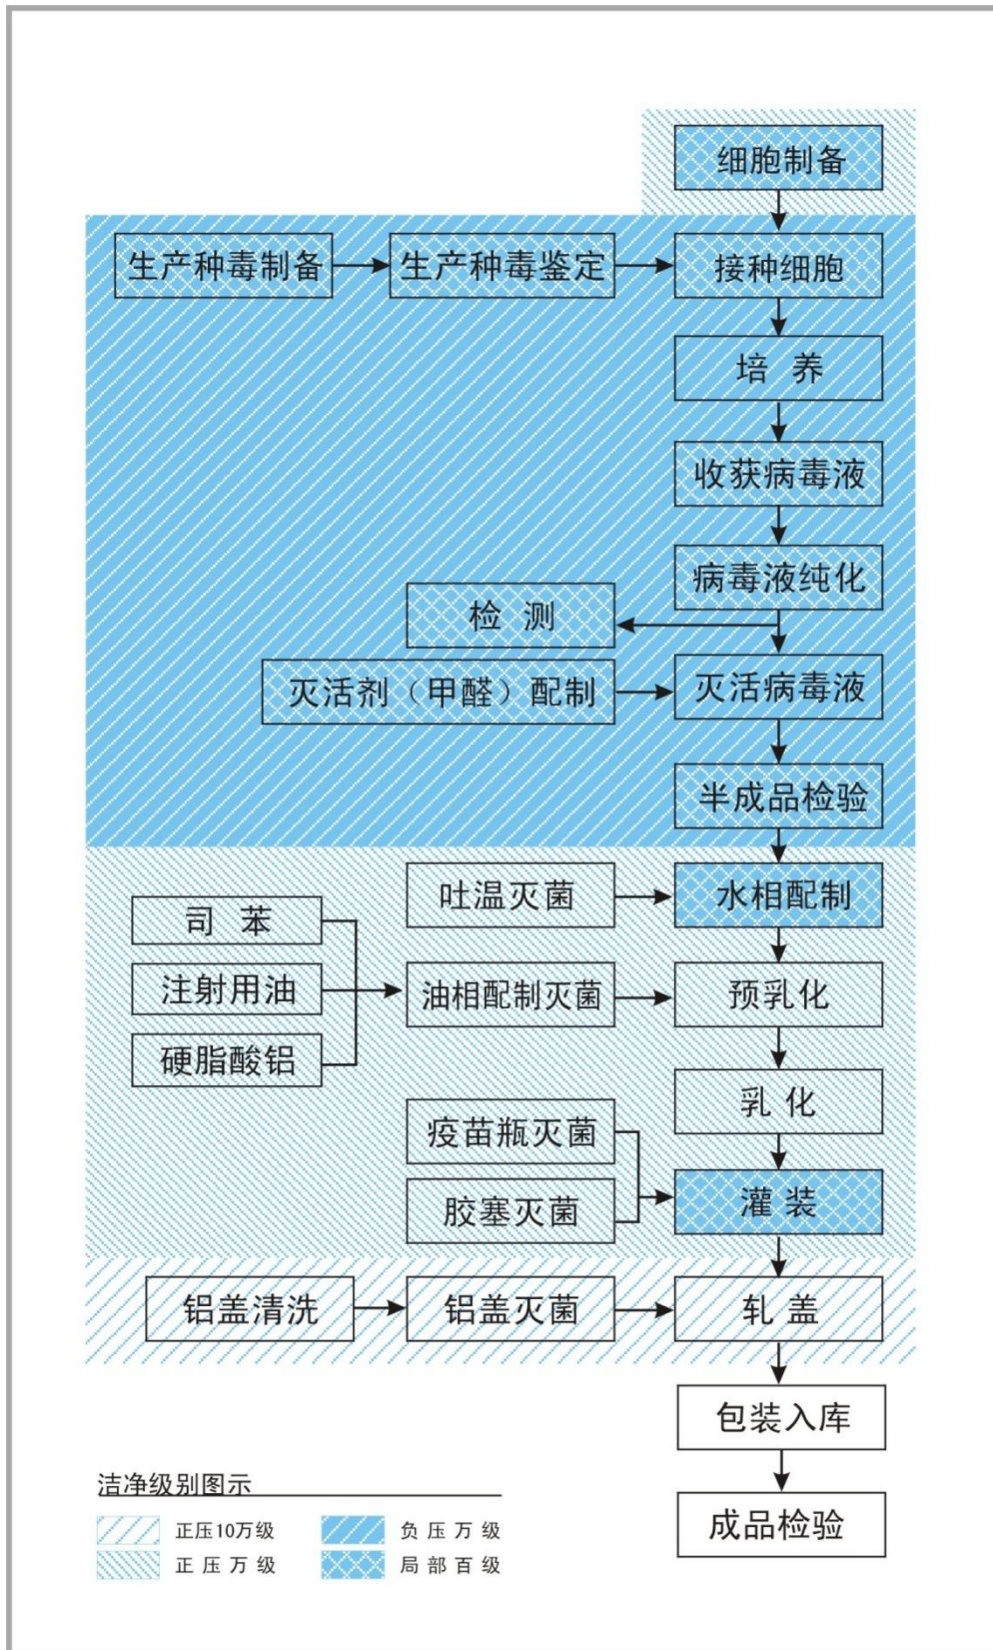 细胞制备
生产种毒制备
生产种毒鉴定
接种细胞
培 养
收获病毒液
病毒液纯化
检 测
灭活剂（甲醛）配制
灭活病毒液
半成品检验
吐温灭菌
水相配制
司 苯
注射用油
硬脂酸铝
油相配制灭菌
预乳化
乳 化
疫苗瓶灭菌
胶塞灭菌
灌 装
铝盖清洗
铝盖灭菌
轧 盖
包装入库
成品检验
洁净级别图示
正压10万级
负 压 万 级
正 压 万 级
局 部 百 级